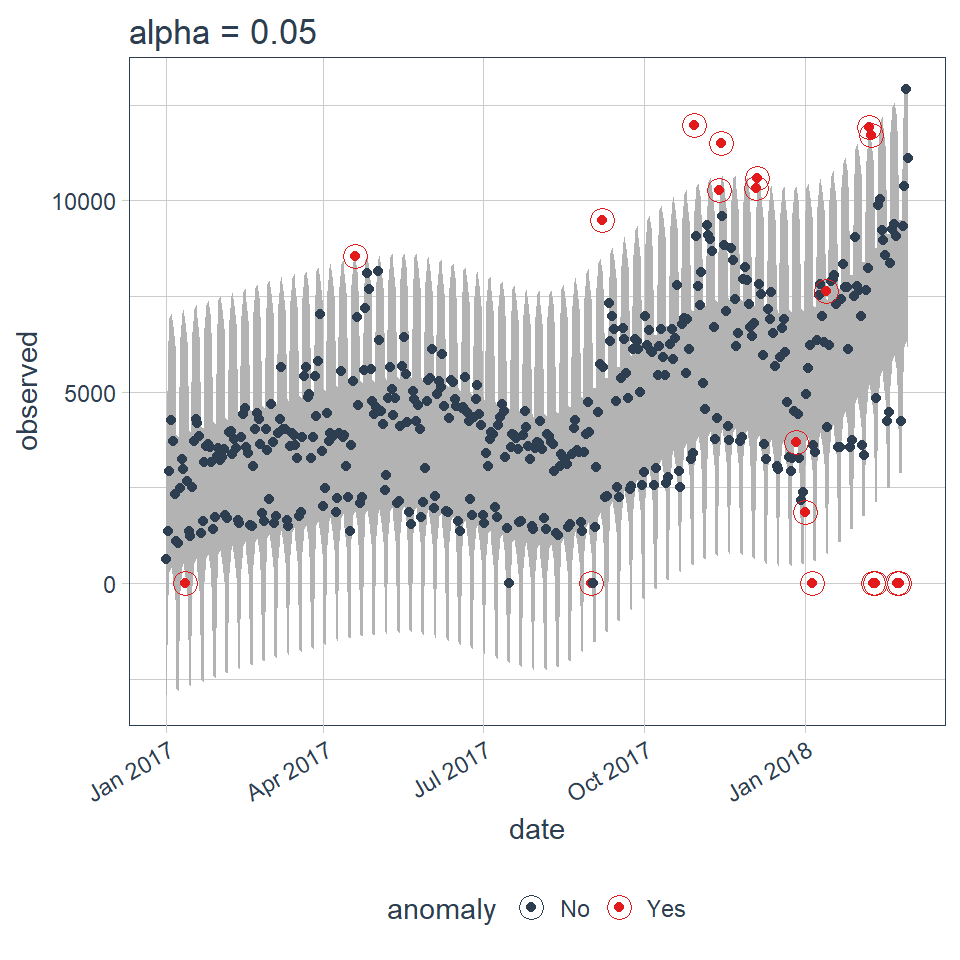 alpha = 0.05
observed
10000
5000
0
Jan 2017
Apr 2017
Jul 2017
Oct 2017
Jan 2018
date
anomaly No Yes